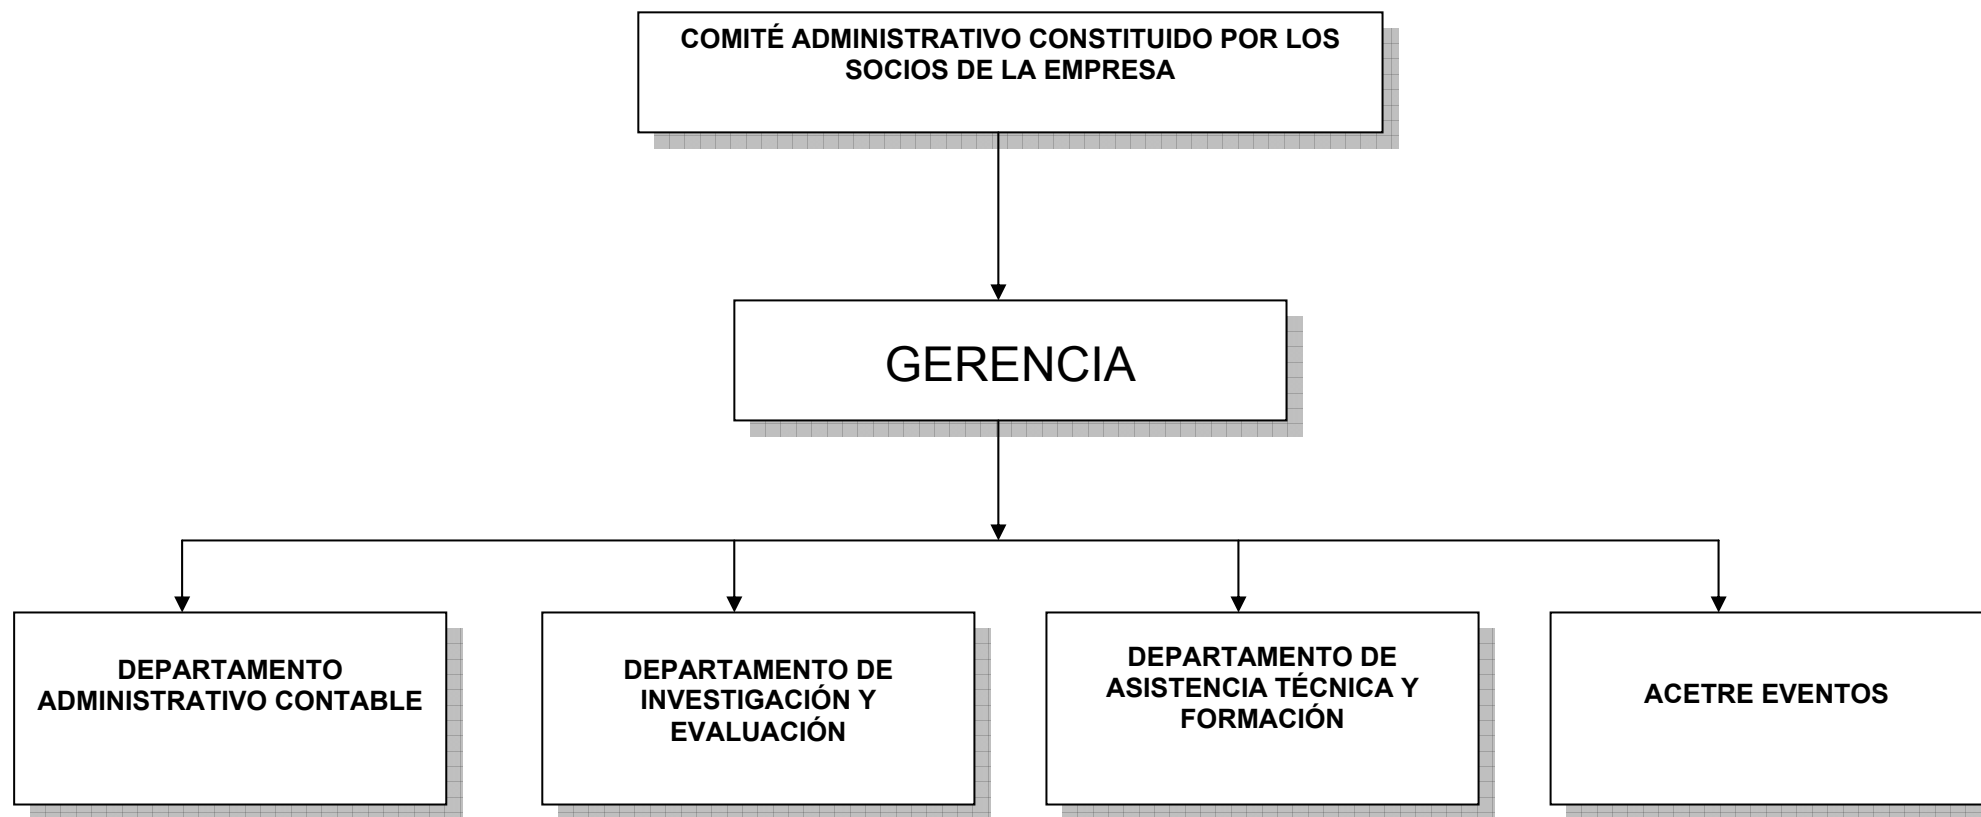 COMITÉ ADMINISTRATIVO CONSTITUIDO POR LOS
SOCIOS DE LA EMPRESA
GERENCIA
DEPARTAMENTO
ADMINISTRATIVO CONTABLE
DEPARTAMENTO DE
INVESTIGACIÓN Y
EVALUACIÓN
DEPARTAMENTO DE
ASISTENCIA TÉCNICA Y
FORMACIÓN
ACETRE EVENTOS